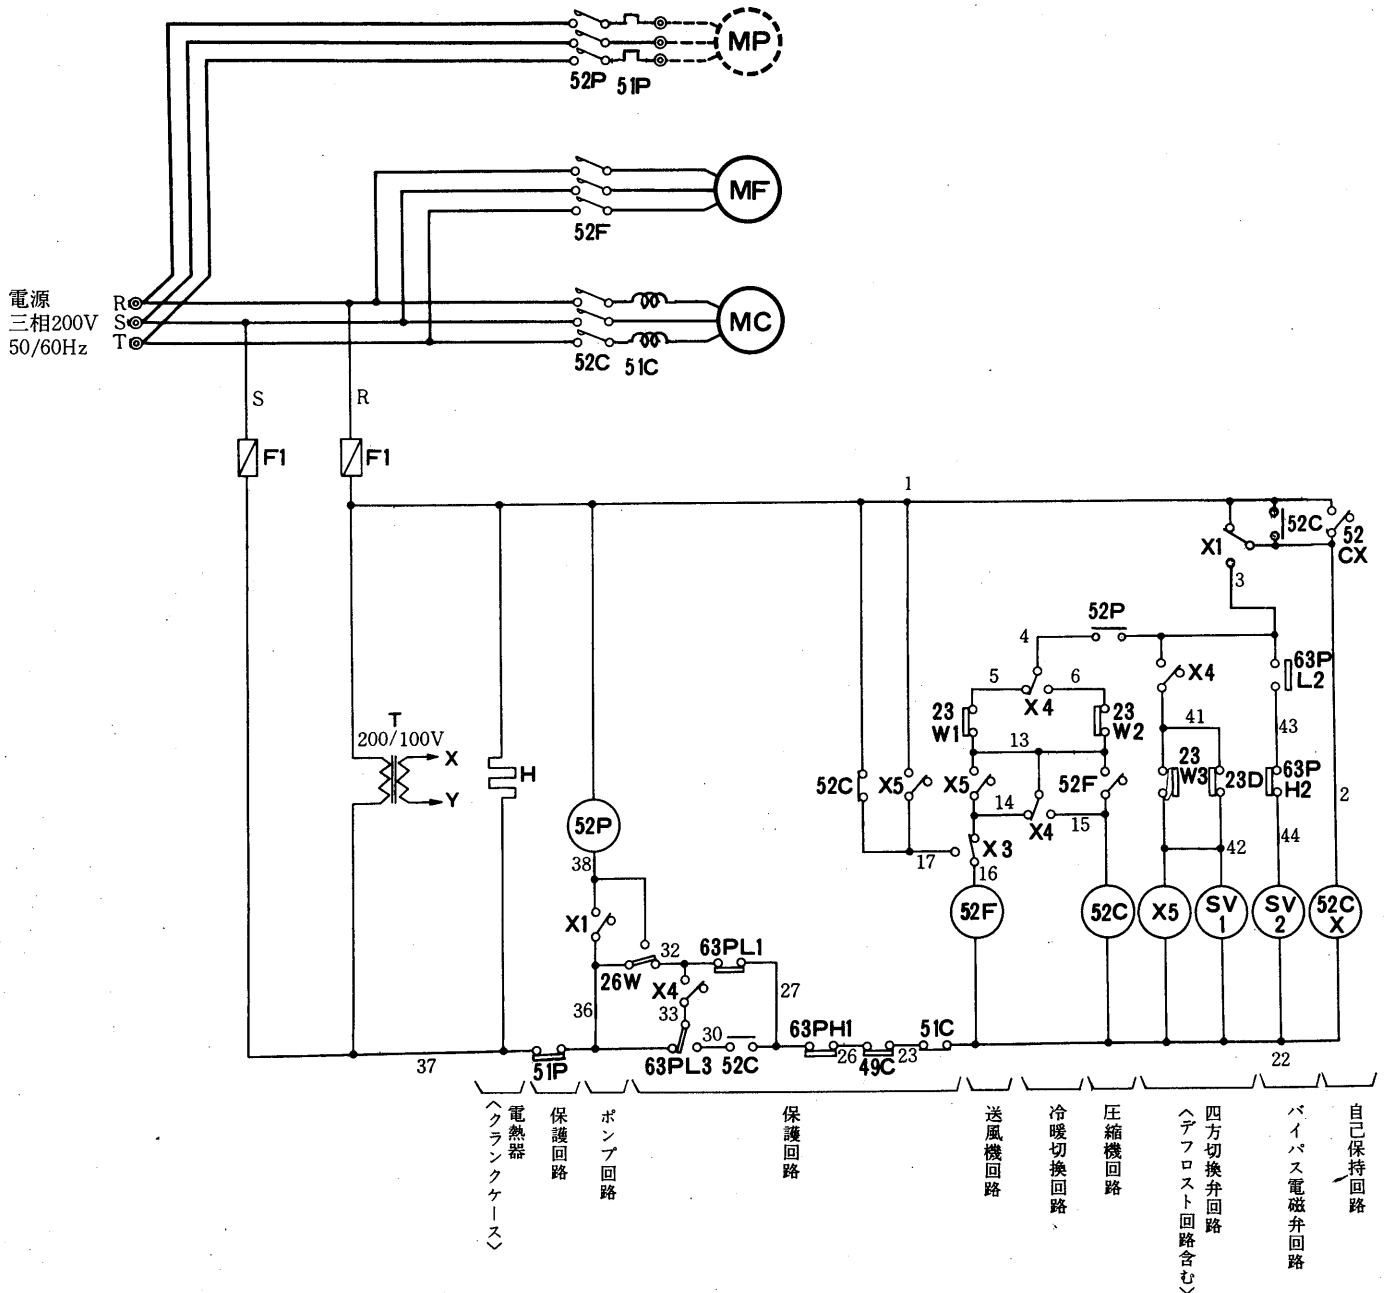 MP
52P
51P
MF
52F
電源
三相200V
50/60Hz
R
S
T
MC
52C
51C
S
R
F1
F1
1
X1
52C
52
CX
3
4
52P
5
6
X4
X4
63P
L2
23
W1
23
W2
41
43
T
200/100V
X
Y
H
13
23
W3
23D
63P
H2
52C
X5
X5
52F
14
X4
15
2
52P
38
17
X3
16
42
44
52F
52C
X5
SV
1
SV
2
52C
X
X1
32
63PL1
26W
X4
27
36
33
30
63PH1
51C
37
51P
63PL3
52C
26
49C
23
22
電熱器
〈クランクケース〉
保護回路
ポンプ回路
保護回路
送風機回路
冷暖切換回路
圧縮機回路
四方切換弁回路
〈デフロスト回路含む〉
バイパス電磁弁回路
自己保持回路